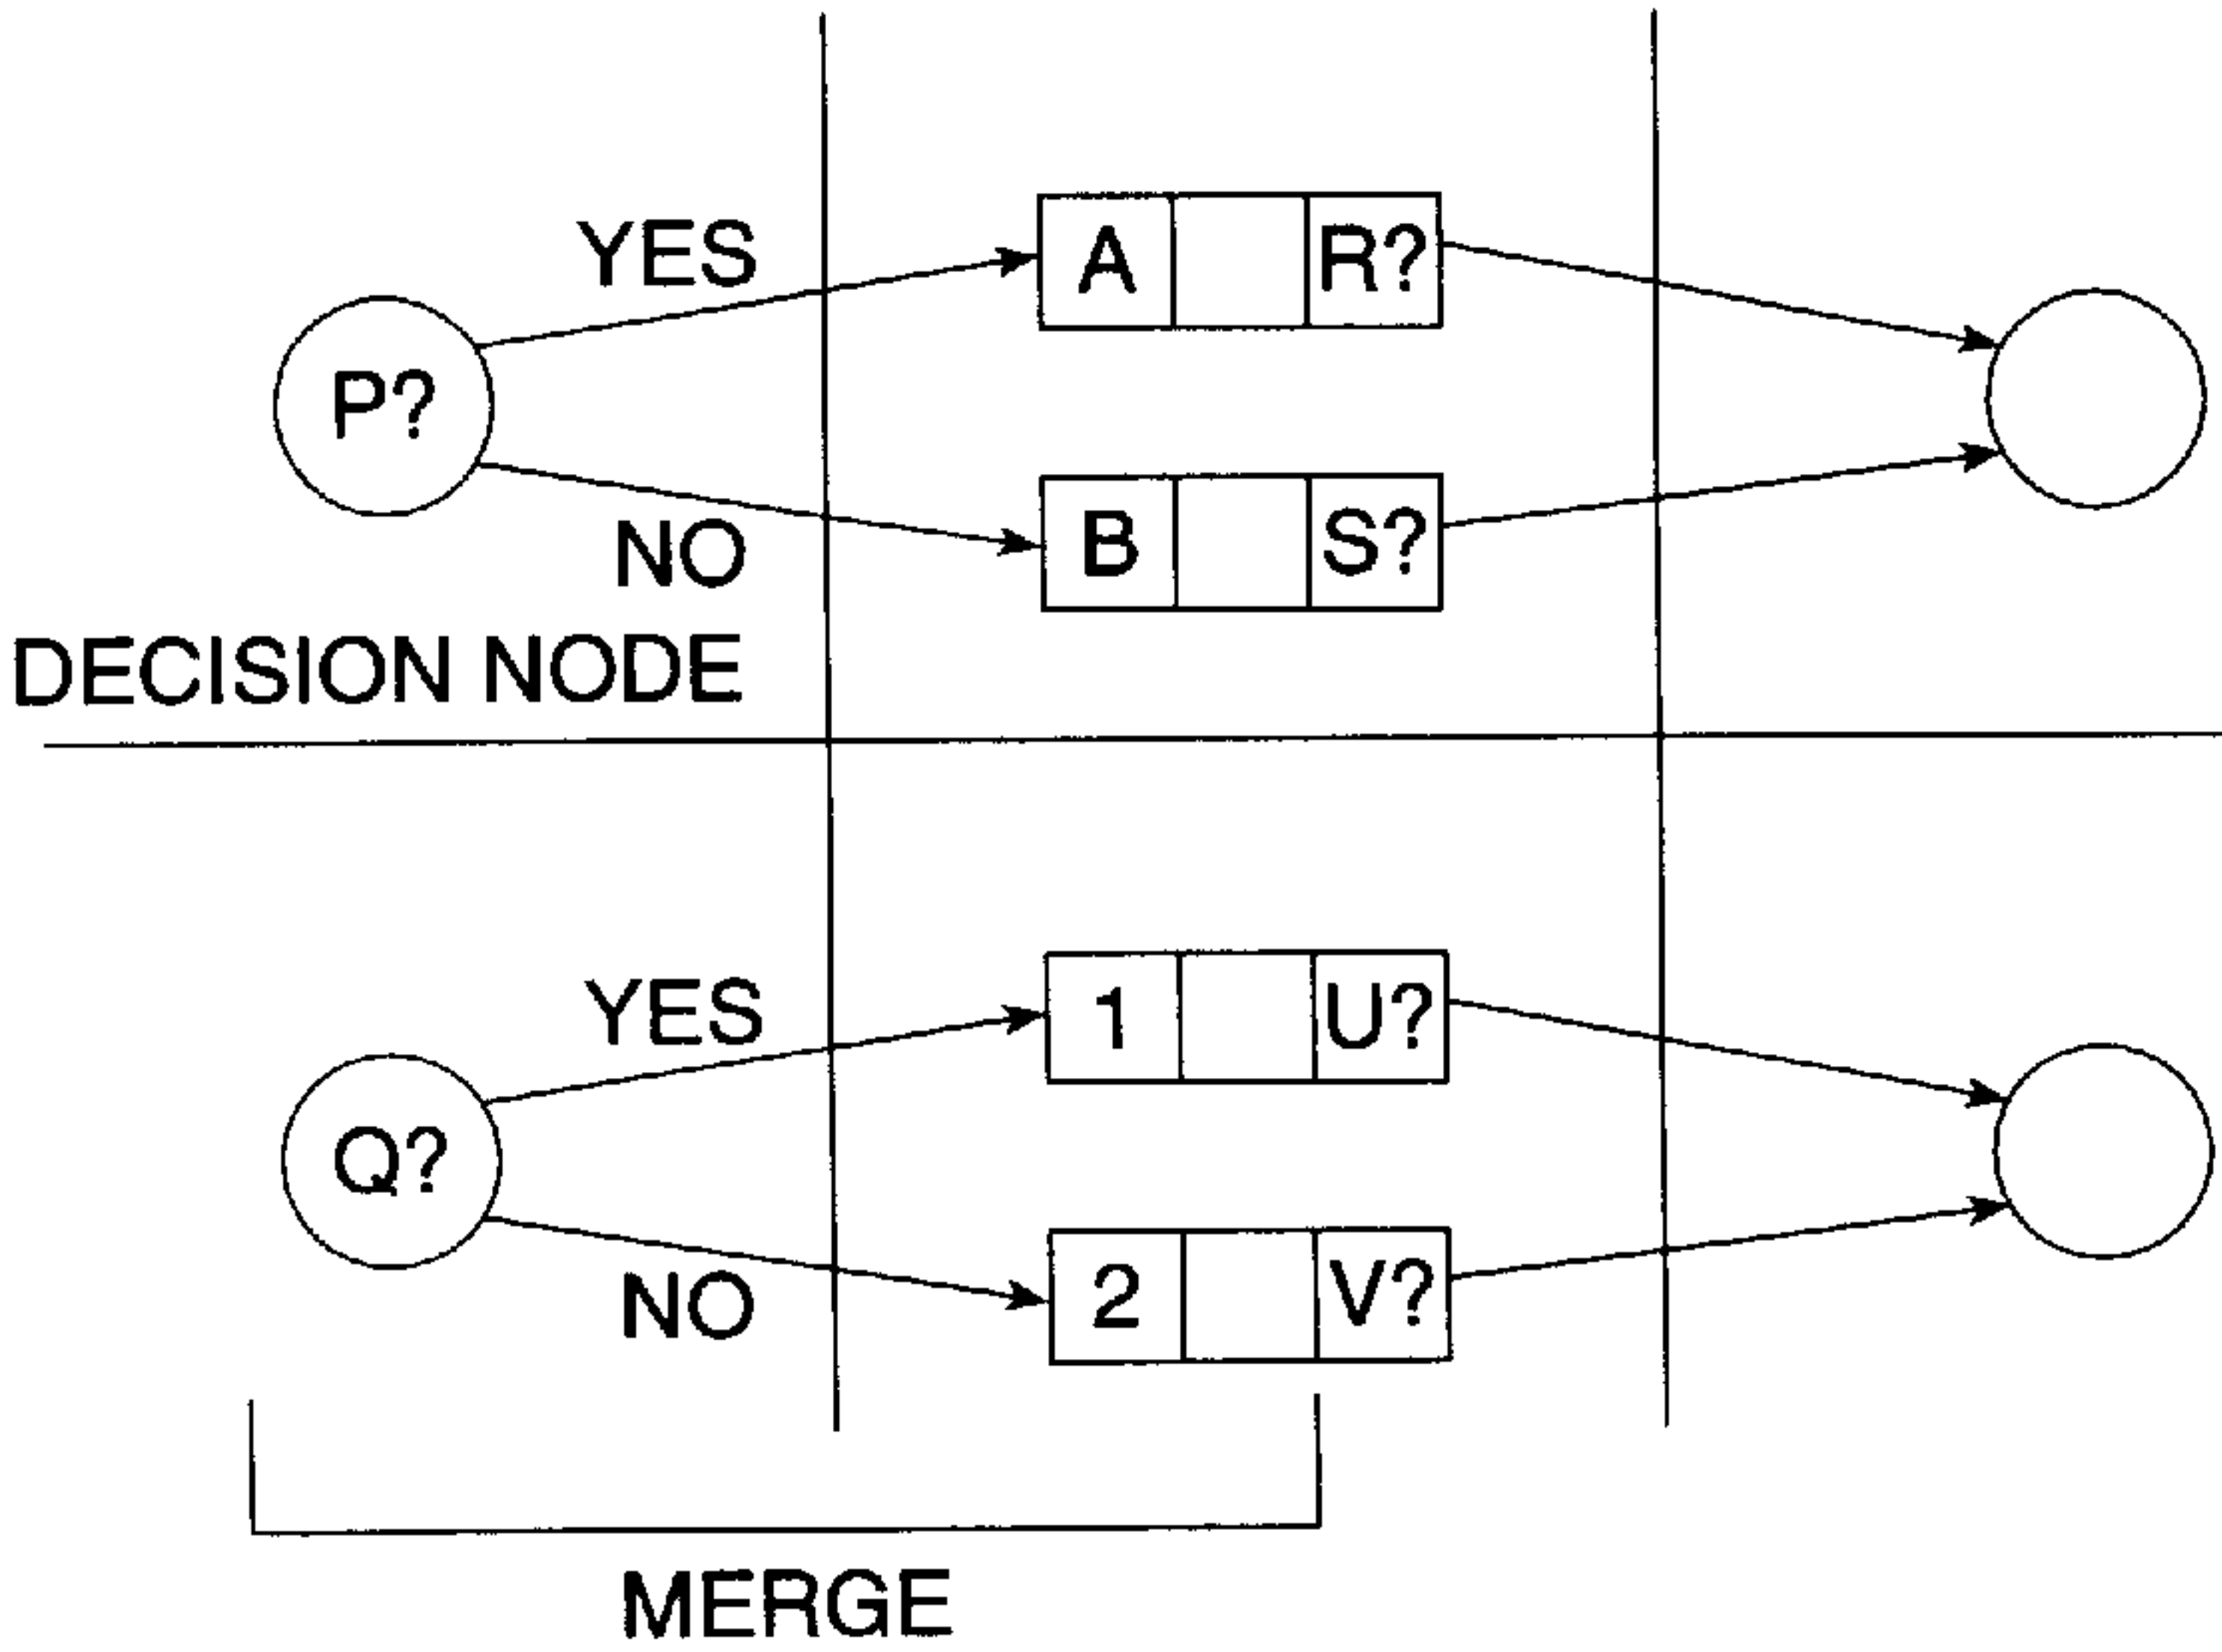 YES
A R?
P?
B S?
NO
DECISION NODE
YES
1 U?
Q?
2 V?
NO
MERGE